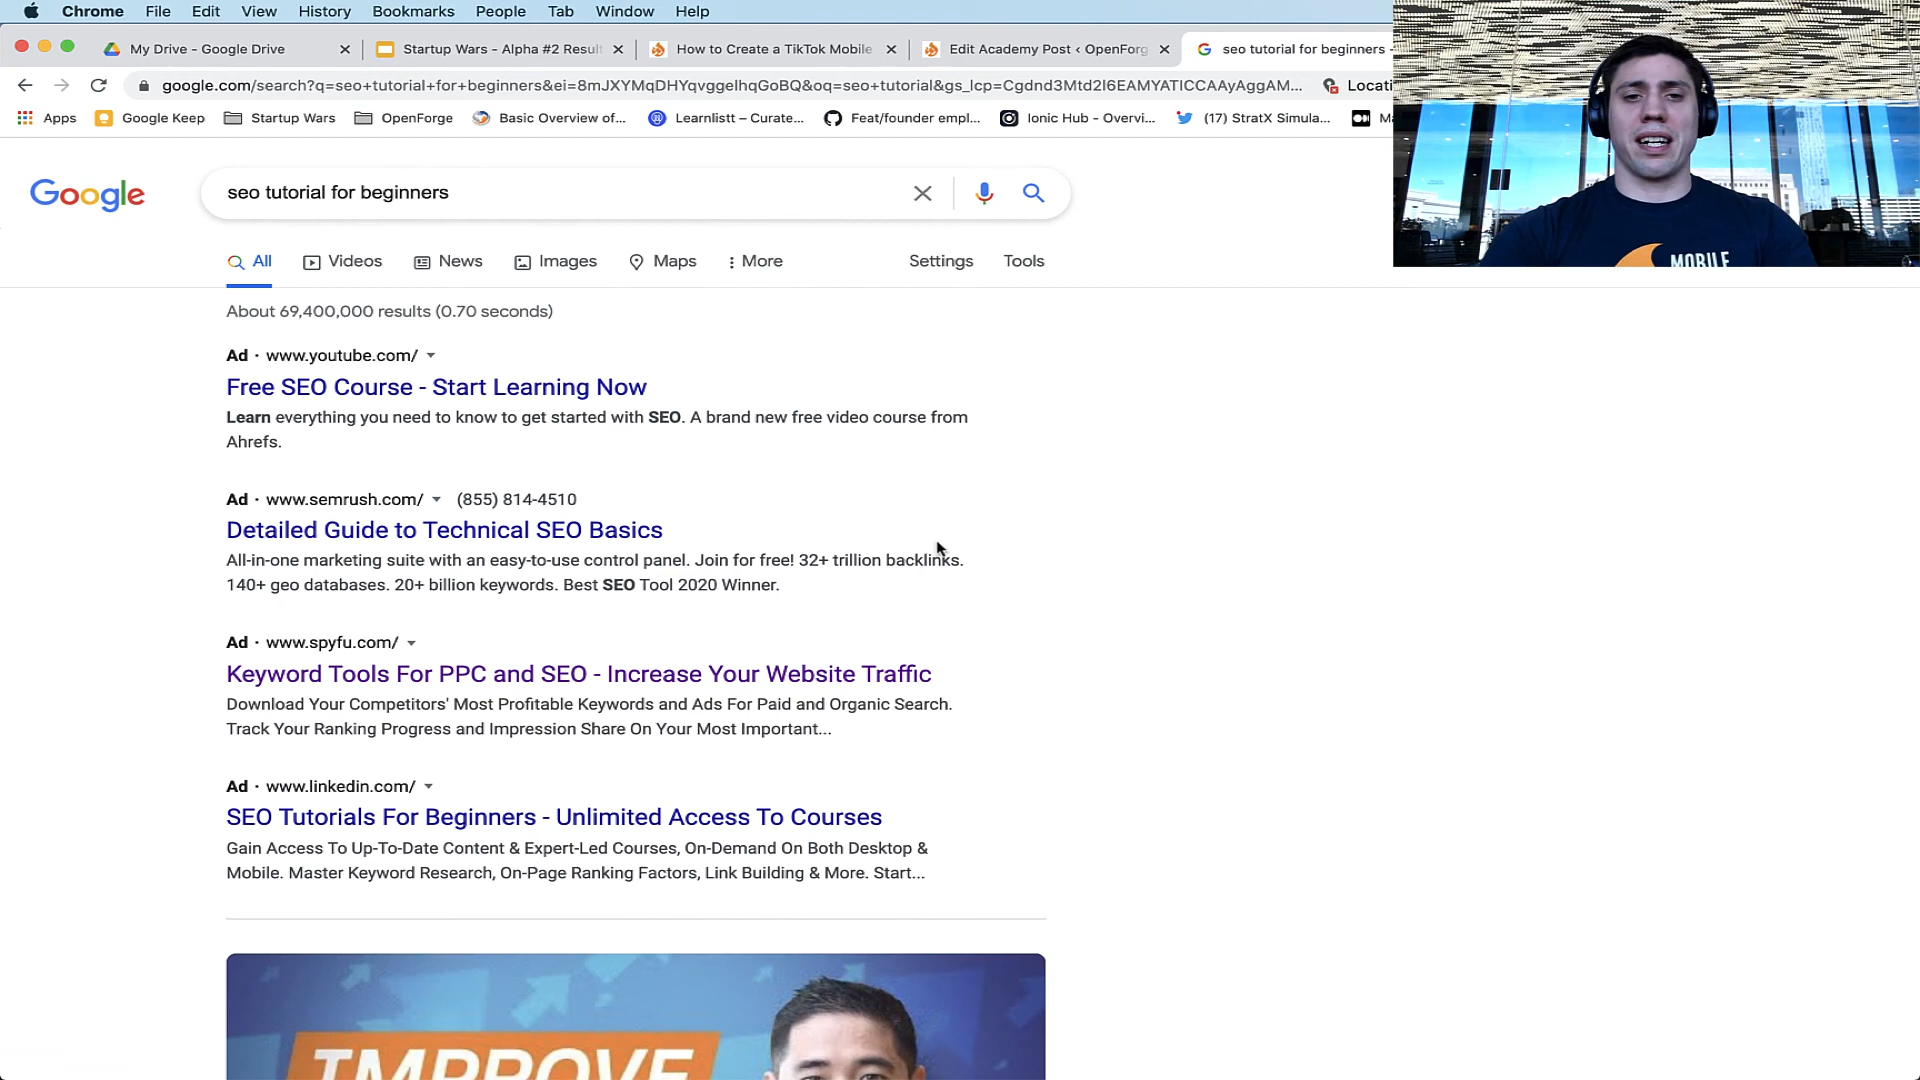 Chrome File Edit View History Bookmarks People Tab Window Help
My Drive - Google Drive
Startup Wars - Alpha #2 Result
How to Create a TikTok Mobile
Edit Academy Post ‹ OpenForg
seo tutorial for beginners -
google.com/search?q=seo+tutorial+for+beginners&ei=8mJXYMqDHYqvggeIhqGoBQ&oq=seo+tutorial&gs_lcp=Cgdnd3Mtd2l6EAMYATICCAAyAggAM...
Locati
Apps Google Keep Startup Wars OpenForge Basic Overview of... Learnlistt – Curate... Feat/founder empl... Ionic Hub - Overvi... (17) StratX Simula... M
Google
seo tutorial for beginners
All Videos News Images Maps More Settings Tools
About 69,400,000 results (0.70 seconds)
Ad · www.youtube.com/
Free SEO Course - Start Learning Now
Learn everything you need to know to get started with SEO. A brand new free video course from
Ahrefs.
Ad · www.semrush.com/ (855) 814-4510
Detailed Guide to Technical SEO Basics
All-in-one marketing suite with an easy-to-use control panel. Join for free! 32+ trillion backlinks.
140+ geo databases. 20+ billion keywords. Best SEO Tool 2020 Winner.
Ad · www.spyfu.com/
Keyword Tools For PPC and SEO - Increase Your Website Traffic
Download Your Competitors' Most Profitable Keywords and Ads For Paid and Organic Search.
Track Your Ranking Progress and Impression Share On Your Most Important...
Ad · www.linkedin.com/
SEO Tutorials For Beginners - Unlimited Access To Courses
Gain Access To Up-To-Date Content & Expert-Led Courses, On-Demand On Both Desktop &
Mobile. Master Keyword Research, On-Page Ranking Factors, Link Building & More. Start...
IMPROVE
MOBILE